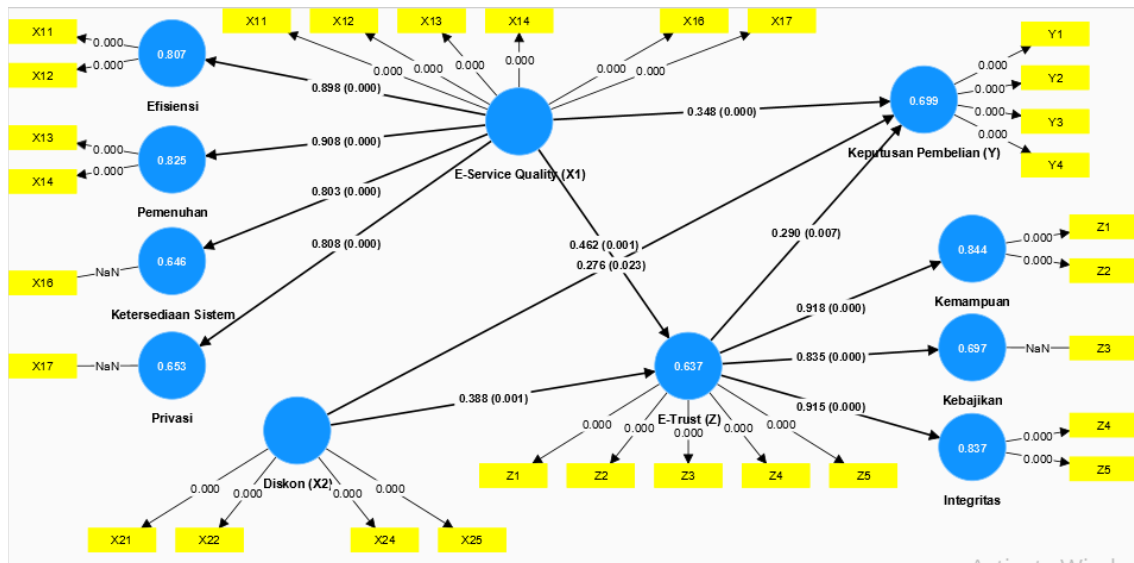 X11 X12 X13 X14 X16 X17
X11
0.000
0.807
X12
0.000
Efisiensi
0.000 0.000 0.000 0.000 0.000 0.000
0.898 (0.000)
X13
0.000
0.825
X14
0.000
Pemenuhan
0.908 (0.000)
E-Service Quality (X1)
0.348 (0.000)
0.699
Keputusan Pembelian (Y)
0.000
Y1
0.000
Y2
0.000
Y3
0.000
Y4
0.803 (0.000)
0.646
X16
NaN
Ketersediaan Sistem
0.808 (0.000)
0.653
X17
NaN
Privasi
0.462 (0.001)
0.276 (0.023)
0.290 (0.007)
0.844
Kemampuan
0.000
Z1
0.000
Z2
0.918 (0.000)
0.637
E-Trust (Z)
0.835 (0.000)
0.697
NaN
Z3
Kebajikan
0.388 (0.001)
0.915 (0.000)
0.837
0.000
Z4
0.000
Z5
Integritas
0.000 0.000 0.000 0.000 0.000
Z1 Z2 Z3 Z4 Z5
Diskon (X2)
0.000 0.000 0.000 0.000
X21 X22 X24 X25